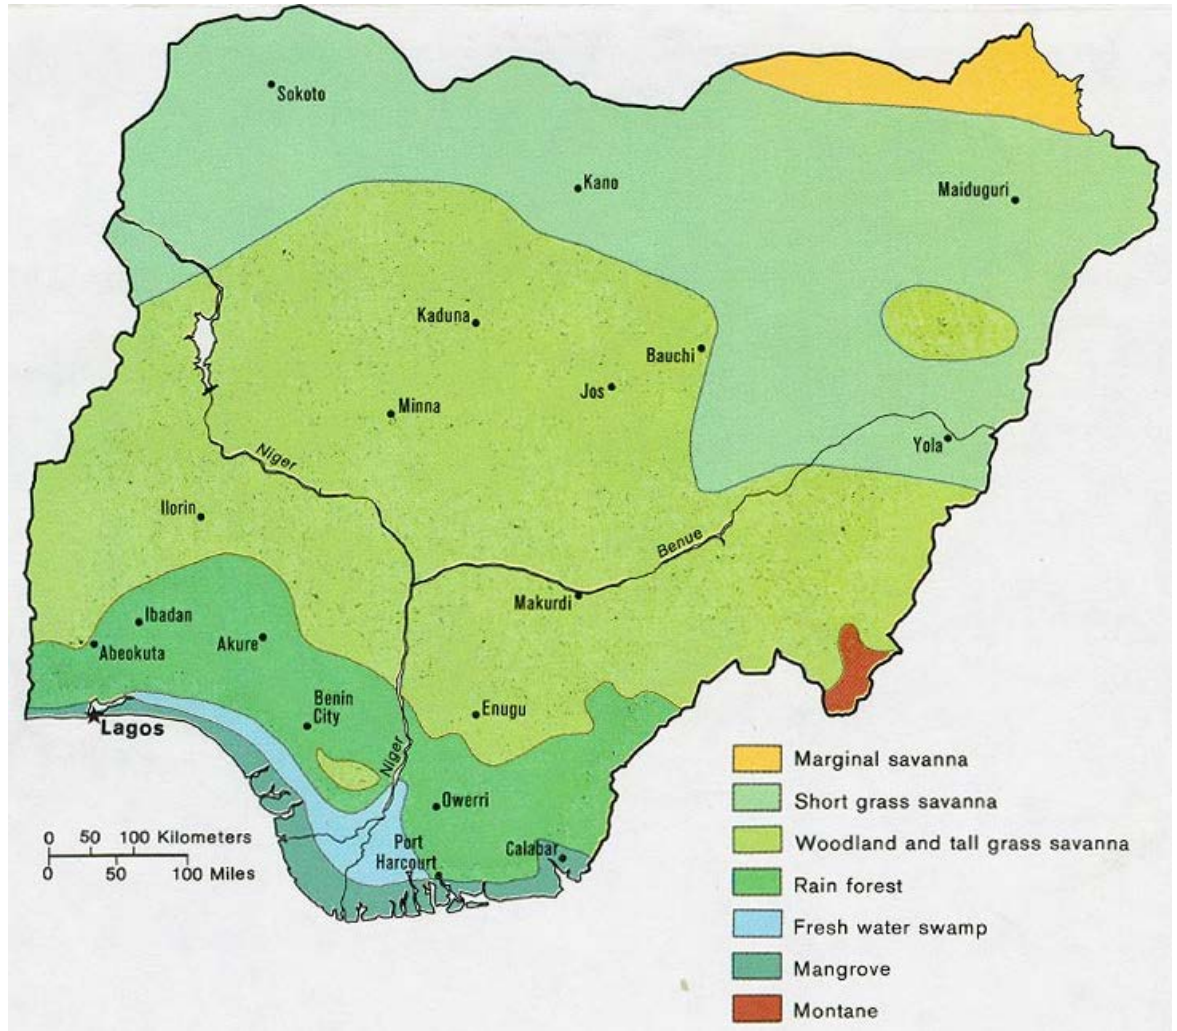 Sokoto
Kano
Maiduguri
Kaduna
Bauchi
Jos
Minna
Yola
Niger
Ilorin
Benue
Makurdi
Ibadan
Akure
Abeokuta
Benin
City
Enugu
Lagos
Niger
Owerri
Port
Harcourt
Calabar
0 50 100 Kilometers
0 50 100 Miles
Marginal savanna
Short grass savanna
Woodland and tall grass savanna
Rain forest
Fresh water swamp
Mangrove
Montane